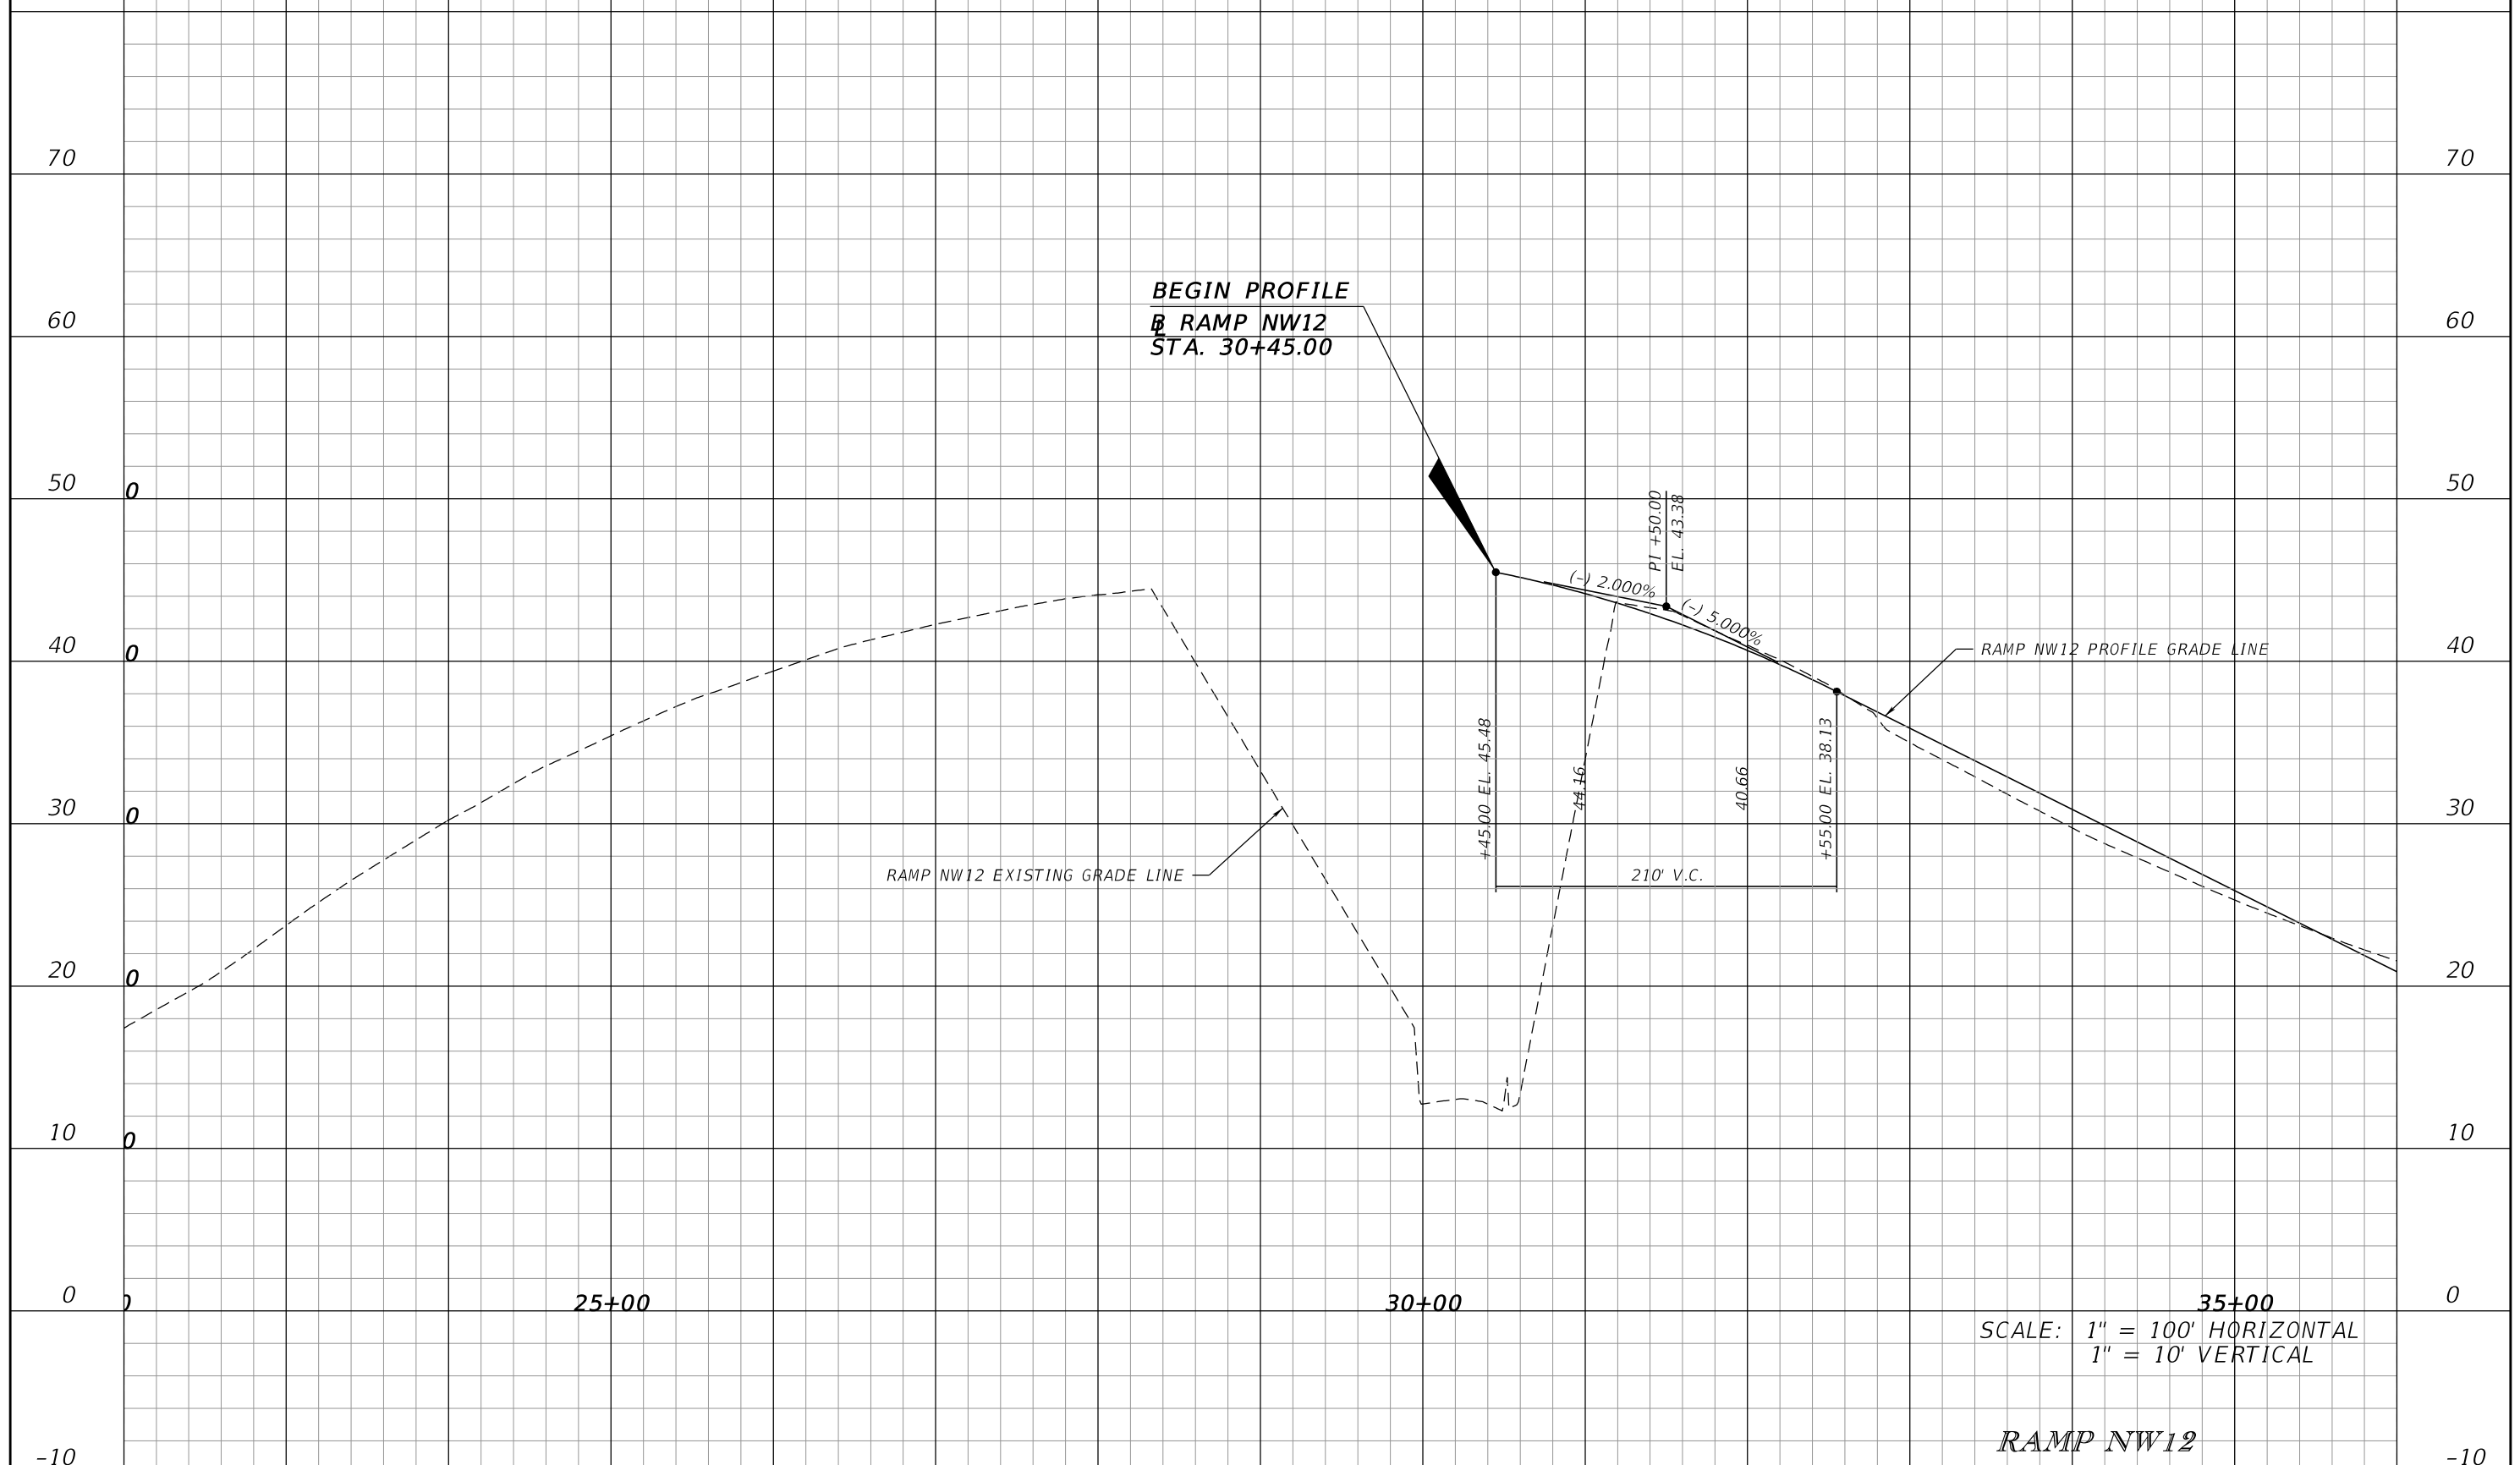 70 70
BEGIN PROFILE
60 60
BL RAMP NW12
STA. 30+45.00
50 0 50
PI +50.00
EL. 43.38
(-) 2.000%
(-) 5.000%
40 0 40
RAMP NW12 PROFILE GRADE LINE
+45.00 EL. 45.48
44.16
40.66
+55.00 EL. 38.13
30 0 30
RAMP NW12 EXISTING GRADE LINE
210' V.C.
20 0 20
10 0 10
0 0 25+00 30+00 35+00 0
SCALE: 1" = 100' HORIZONTAL
1" = 10' VERTICAL
RAMP NW12
-10 -10